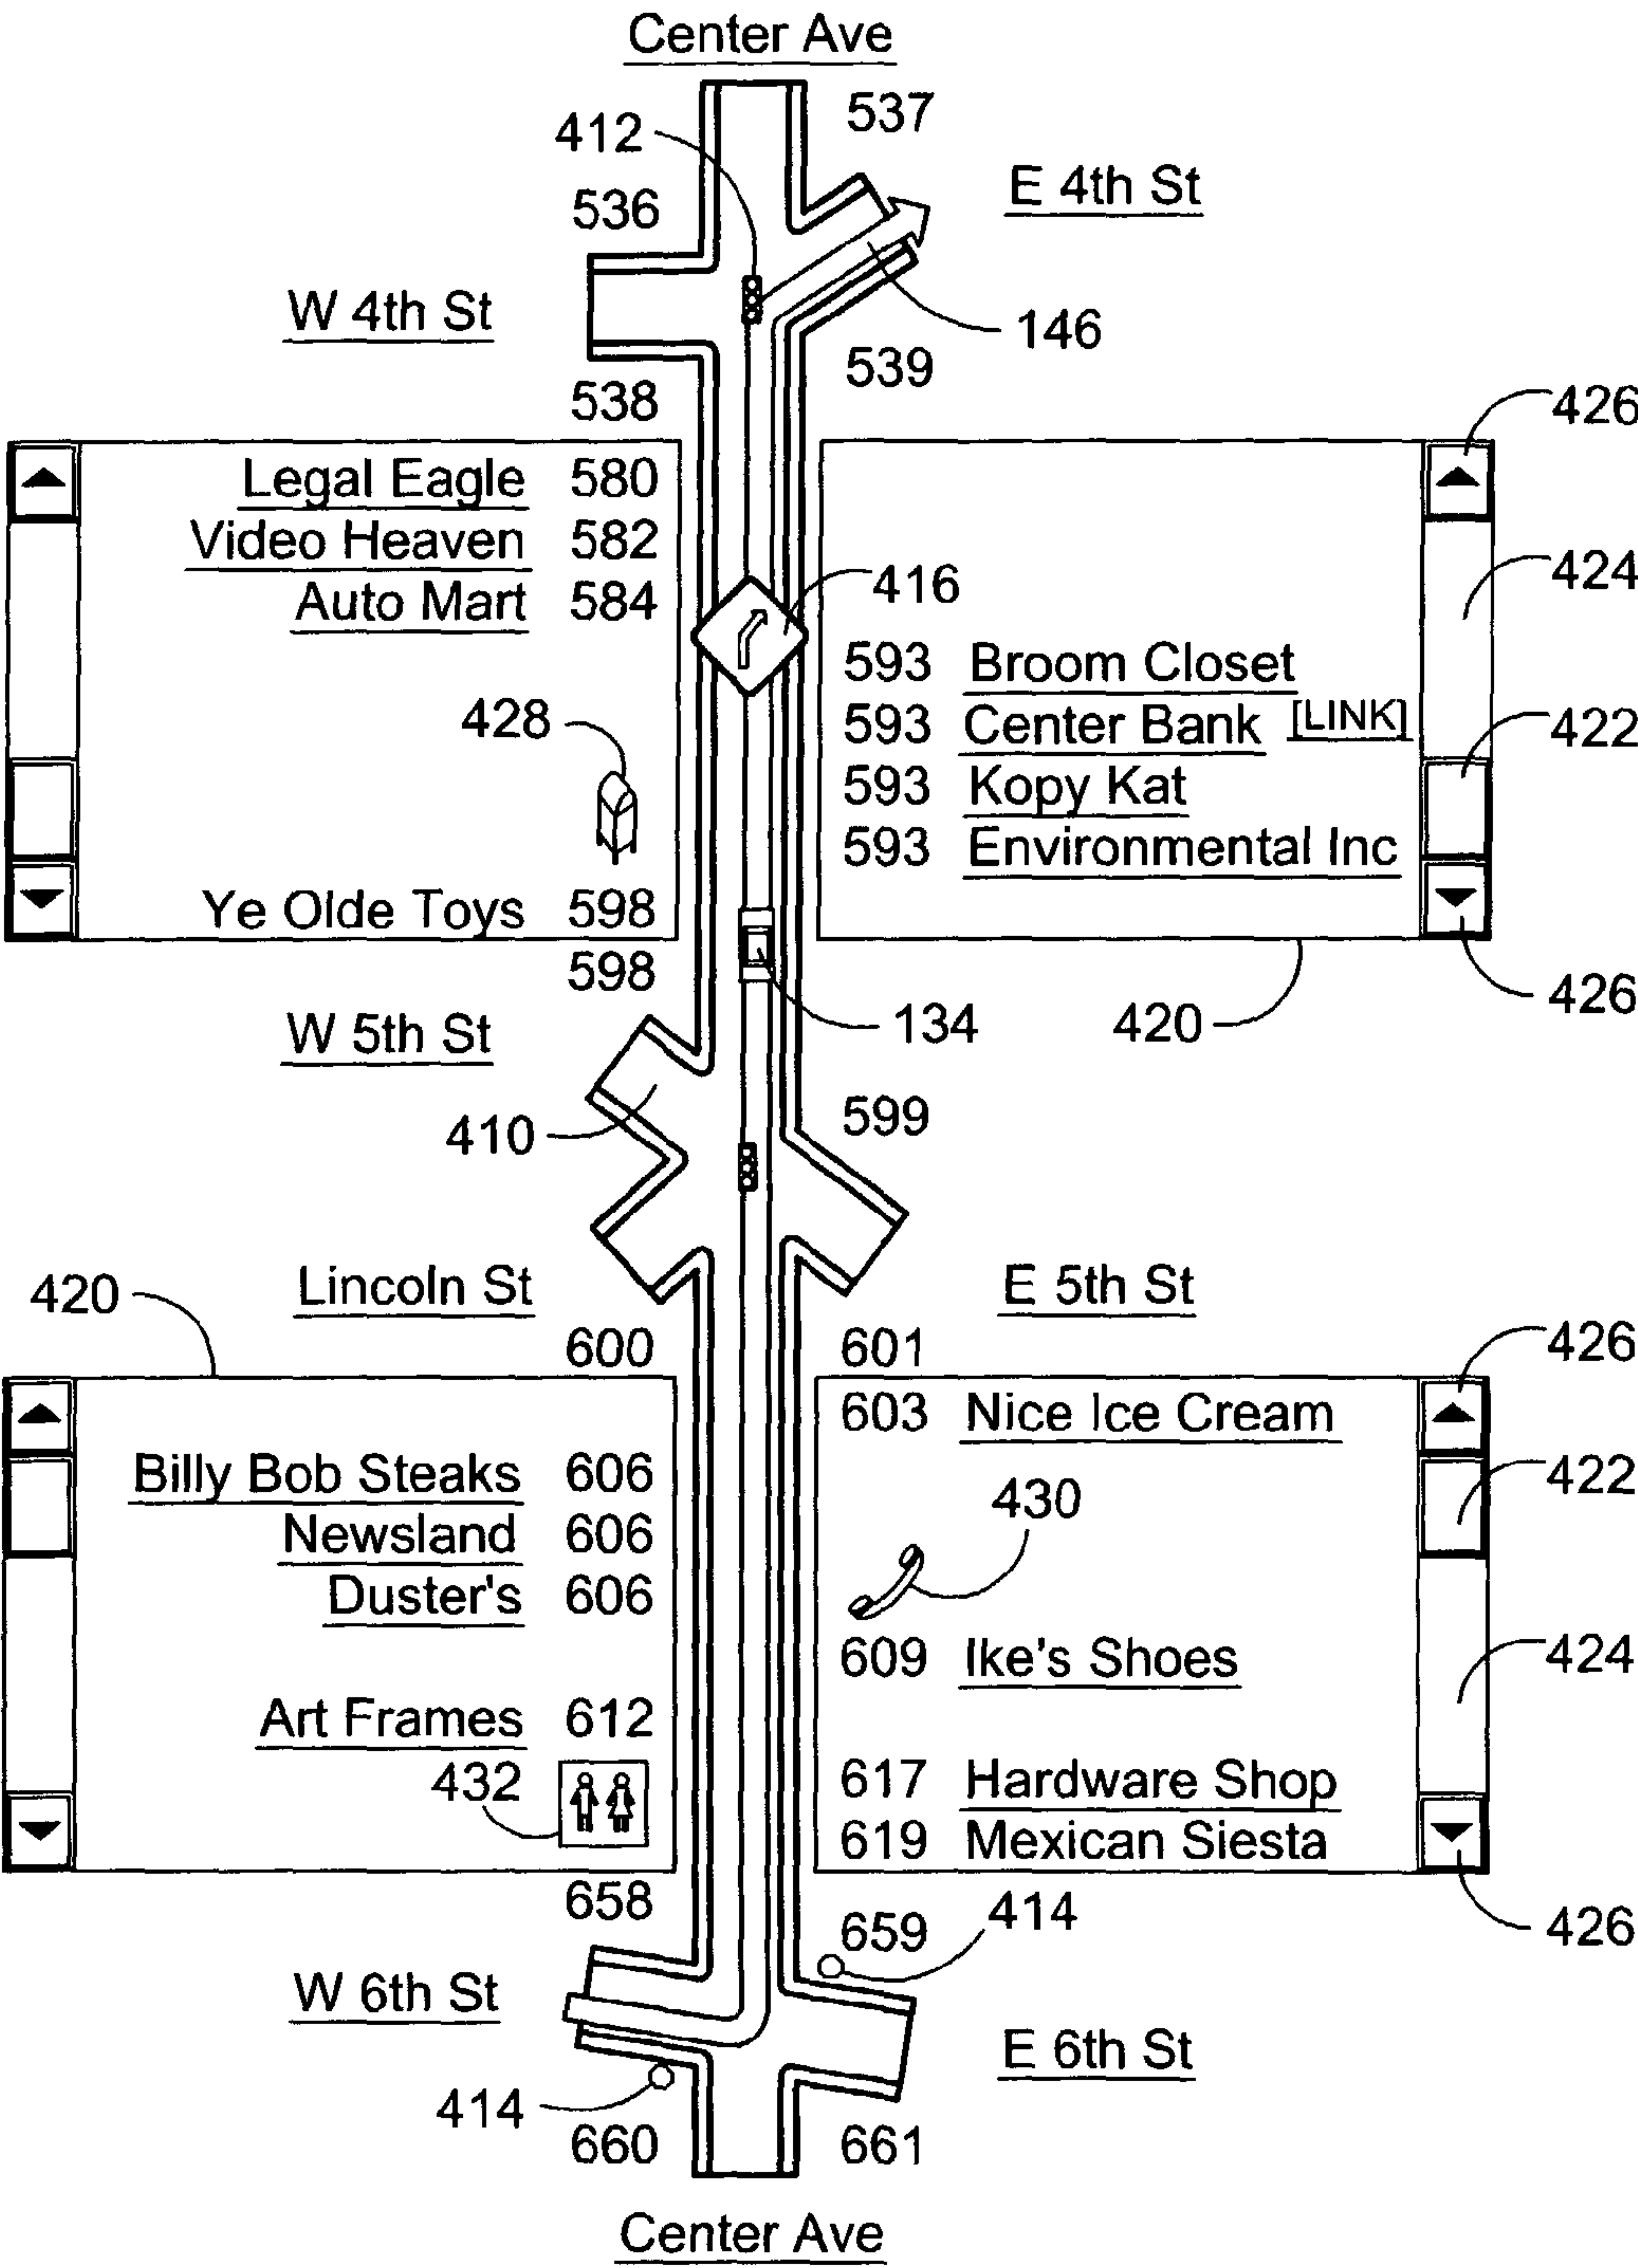 Center Ave
537
412
E 4th St
536
W 4th St
146
539
538
426
Legal Eagle 580
Video Heaven 582
424
416
Auto Mart 584
593 Broom Closet
428
593 Center Bank [LINK]
422
593 Kopy Kat
593 Environmental Inc
Ye Olde Toys 598
598
426
W 5th St
134
420
599
410
Lincoln St
E 5th St
420
600
601
426
603 Nice Ice Cream
Billy Bob Steaks 606
422
430
Newsland 606
Duster's 606
609 Ike's Shoes
424
Art Frames 612
432
617 Hardware Shop
619 Mexican Siesta
658
659
414
426
W 6th St
E 6th St
414
660
661
Center Ave